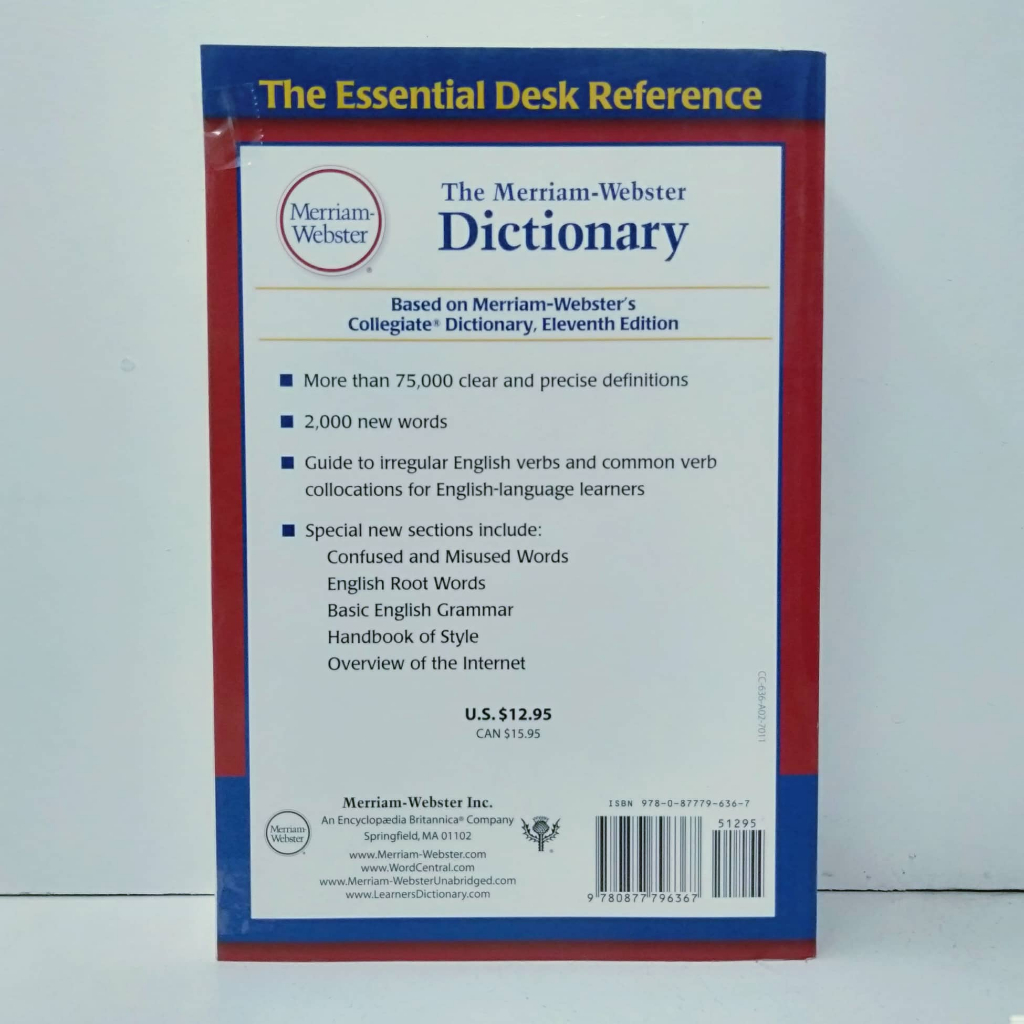 The Essential Desk Reference
Merriam-
Webster
®
The Merriam-Webster
Dictionary
Based on Merriam-Webster's
Collegiate® Dictionary, Eleventh Edition
More than 75,000 clear and precise definitions
2,000 new words
Guide to irregular English verbs and common verb
collocations for English-language learners
Special new sections include:
Confused and Misused Words
English Root Words
Basic English Grammar
Handbook of Style
Overview of the Internet
U.S. $12.95
CAN $15.95
CC-636-A02-7011
Merriam-Webster Inc.
An Encyclopædia Britannica® Company
Springfield, MA 01102
www.Merriam-Webster.com
www.WordCentral.com
www.Merriam-WebsterUnabridged.com
www.LearnersDictionary.com
Merriam-
Webster
®
®
ISBN 978-0-87779-636-7
51295
9 780877 796367